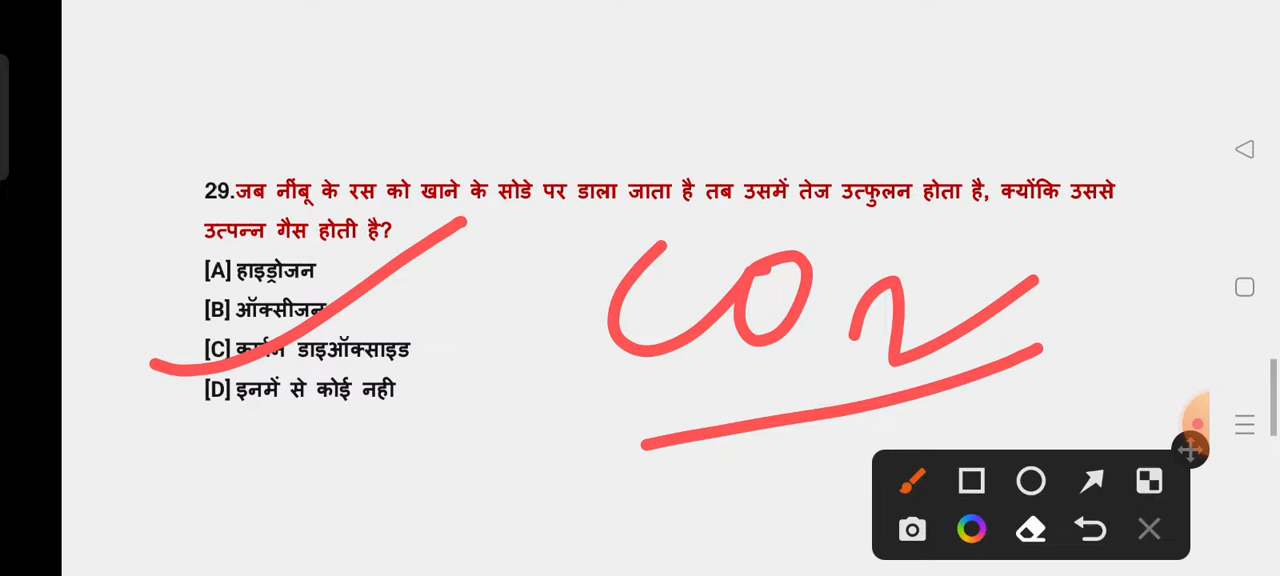 29.जब नींबू के रस को खाने के सोडे पर डाला जाता है तब उसमें तेज उत्फुलन होता है, क्योंकि उससे
उत्पन्न गैस होती है?
[A] हाइड्रोजन
[B] ऑक्सीजन
[C] कार्बन डाइऑक्साइड
[D] इनमें से कोई नही
CO2